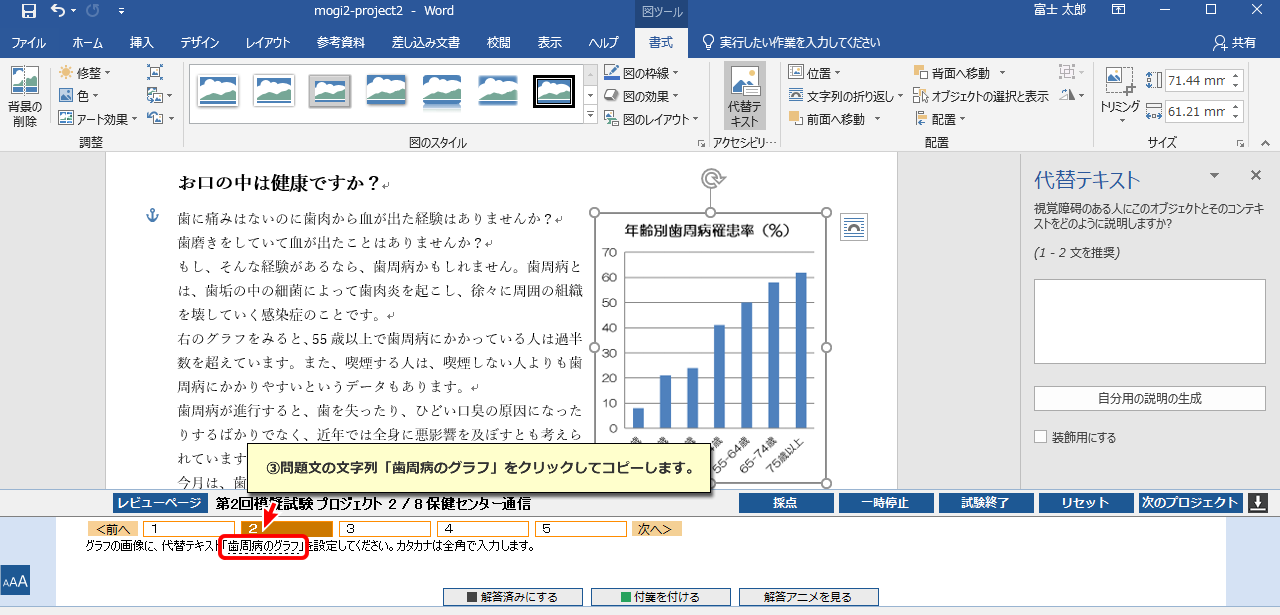 mogi2-project2 - Word
図ツール
富士 太郎
ファイル ホーム 挿入 デザイン レイアウト 参考資料 差し込み文書 校閲 表示 ヘルプ 書式 実行したい作業を入力してください 共有
背景の
削除
修整
色
アート効果
調整
図のスタイル
図の枠線
図の効果
図のレイアウト
代替テ
キスト
アクセシビリ…
位置
文字列の折り返し
前面へ移動
背面へ移動
オブジェクトの選択と表示
配置
配置
トリミング
71.44 mm
61.21 mm
サイズ
お口の中は健康ですか？
歯に痛みはないのに歯肉から血が出た経験はありませんか？
歯磨きをしていて血が出たことはありませんか？
もし、そんな経験があるなら、歯周病かもしれません。歯周病と
は、歯垢の中の細菌によって歯肉炎を起こし、徐々に周囲の組織
を壊していく感染症のことです。
右のグラフをみると、55 歳以上で歯周病にかかっている人は過半
数を超えています。また、喫煙する人は、喫煙しない人よりも歯
周病にかかりやすいというデータもあります。
歯周病が進行すると、歯を失ったり、ひどい口臭の原因になった
りするばかりでなく、近年では全身に悪影響を及ぼすとも考えら
れています
今月は、歯
年齢別歯周病罹患率（%）
70
60
50
40
30
20
10
0
55-64歳
65-74歳
75歳以上
代替テキスト
視覚障碍のある人にこのオブジェクトとそのコンテキ
ストをどのように説明しますか?
(1 - 2 文を推奨)
自分用の説明の生成
装飾用にする
③問題文の文字列「歯周病のグラフ」をクリックしてコピーします。
レビューページ 第2回模擬試験 プロジェクト 2 / 8 保健センター通信 採点 一時停止 試験終了 リセット 次のプロジェクト
<前へ 1 2 3 4 5 次へ>
グラフの画像に、代替テキスト「歯周病のグラフ」を設定してください。カタカナは全角で入力します。
AAA
解答済みにする 付箋を付ける 解答アニメを見る